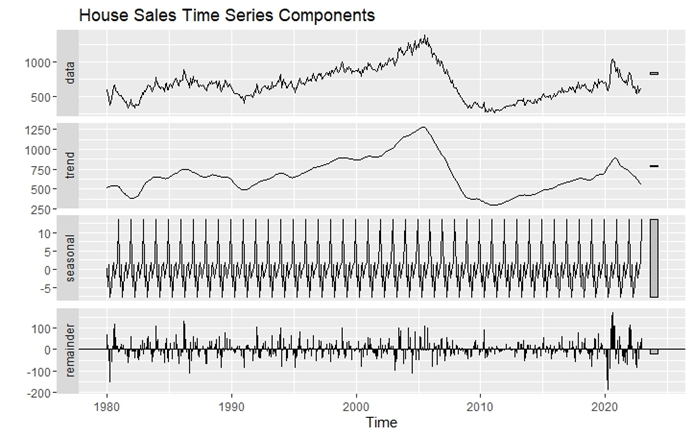 House Sales Time Series Components
data
1000
500
trend
1250
1000
750
500
250
seasonal
10
5
0
-5
remainder
100
0
-100
-200
1980 1990 2000 2010 2020
Time